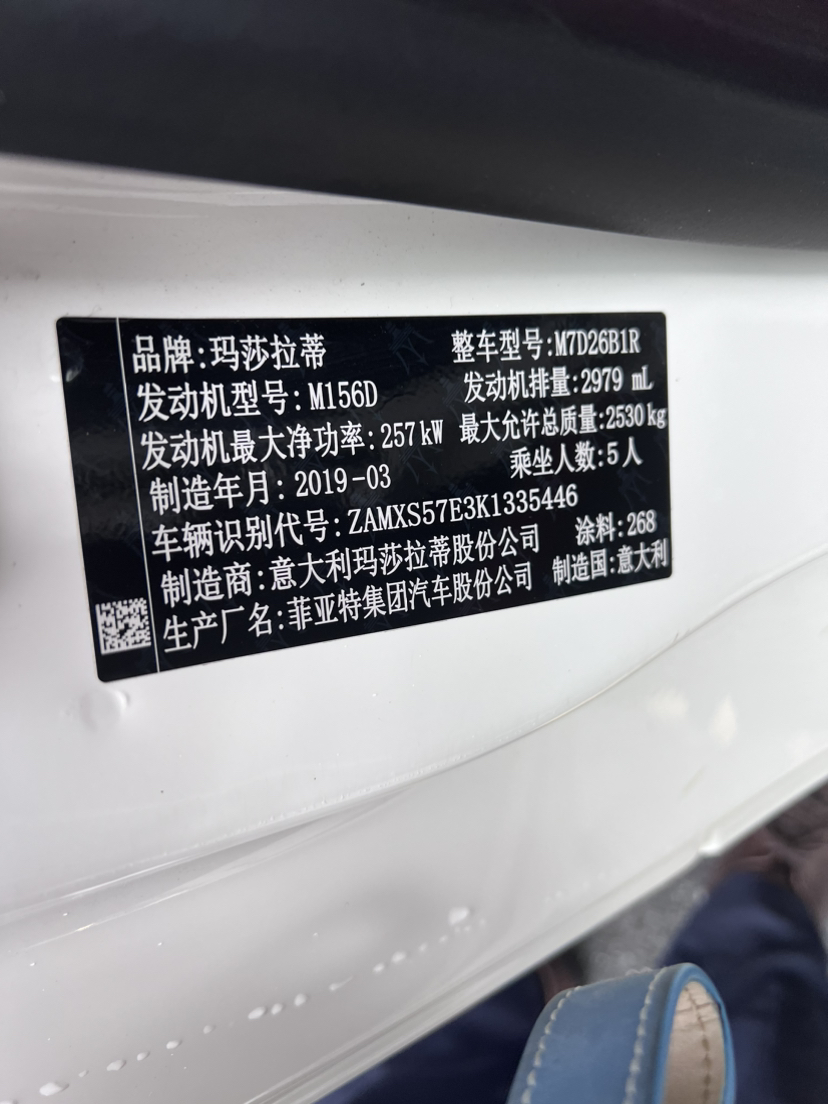 品牌:玛莎拉蒂 整车型号:M7D26B1R
发动机型号:M156D 发动机排量:2979 mL
发动机最大净功率:257kW 最大允许总质量:2530kg
制造年月:2019-03 乘坐人数:5人
车辆识别代号:ZAMXS57E3K1335446
制造商:意大利玛莎拉蒂股份公司 涂料:268
生产厂名:菲亚特集团汽车股份公司 制造国:意大利